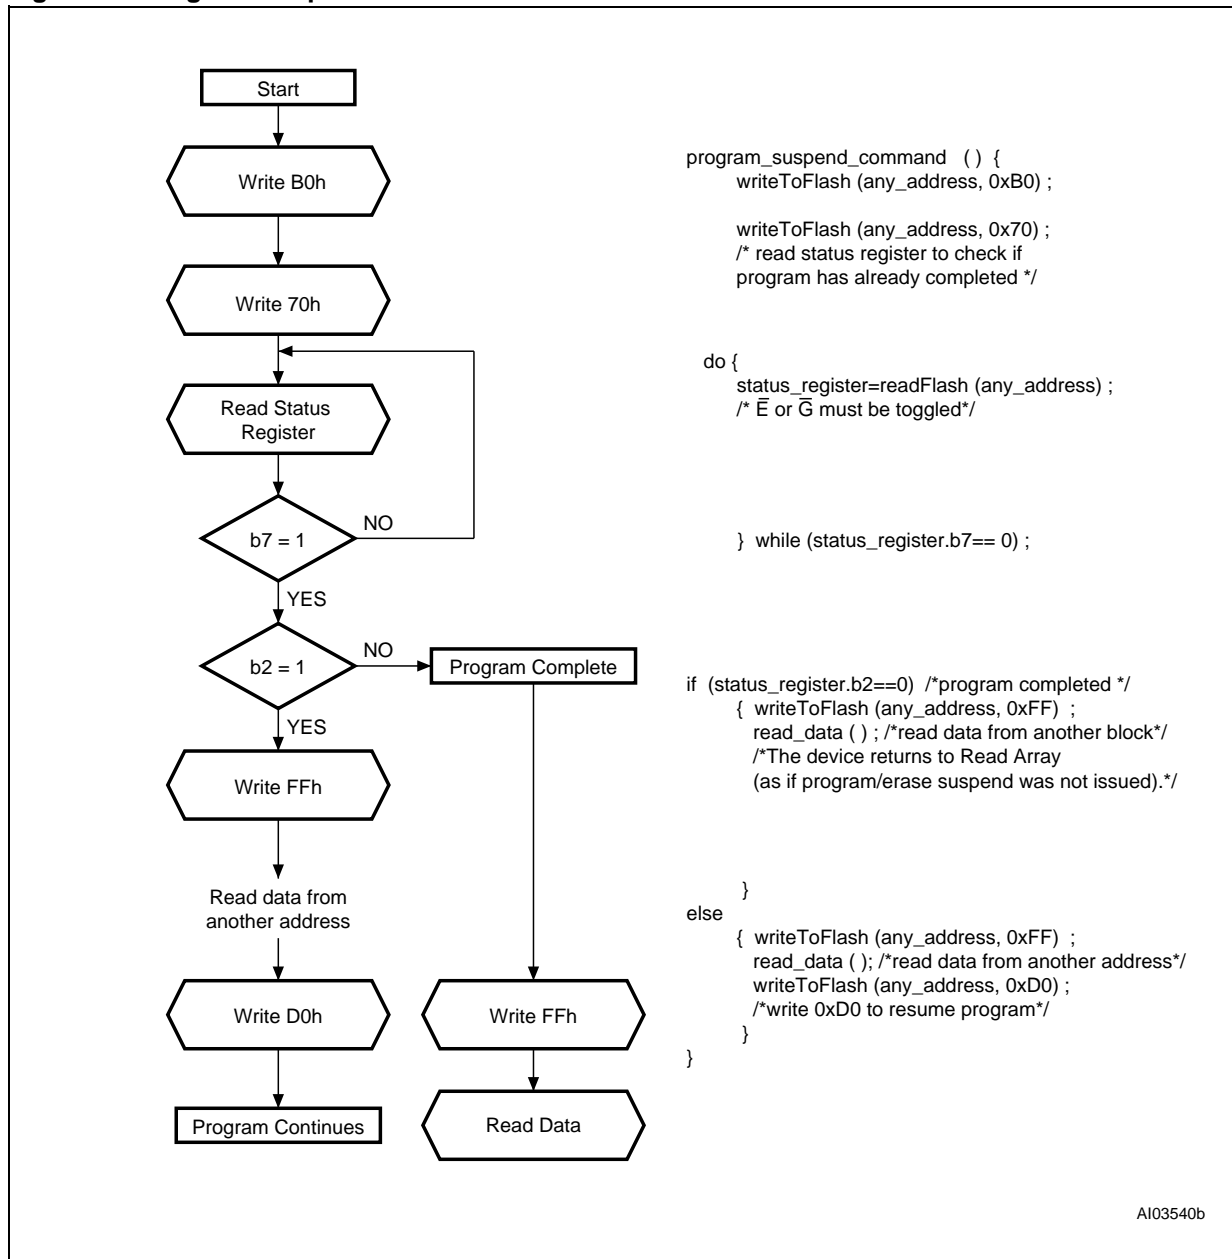 Start
Write B0h
Write 70h
Read Status
Register
NO
b7 = 1
YES
NO
b2 = 1
Program Complete
YES
Write FFh
Read data from
another address
Write D0h
Write FFh
Program Continues
Read Data
program_suspend_command ( ) {
writeToFlash (any_address, 0xB0) ;
writeToFlash (any_address, 0x70) ;
/* read status register to check if
program has already completed */
do {
status_register=readFlash (any_address) ;
/* E̅ or G̅ must be toggled*/
} while (status_register.b7== 0) ;
if (status_register.b2==0) /*program completed */
{ writeToFlash (any_address, 0xFF) ;
read_data ( ) ; /*read data from another block*/
/*The device returns to Read Array
(as if program/erase suspend was not issued).*/
}
else
{ writeToFlash (any_address, 0xFF) ;
read_data ( ); /*read data from another address*/
writeToFlash (any_address, 0xD0) ;
/*write 0xD0 to resume program*/
}
}
AI03540b